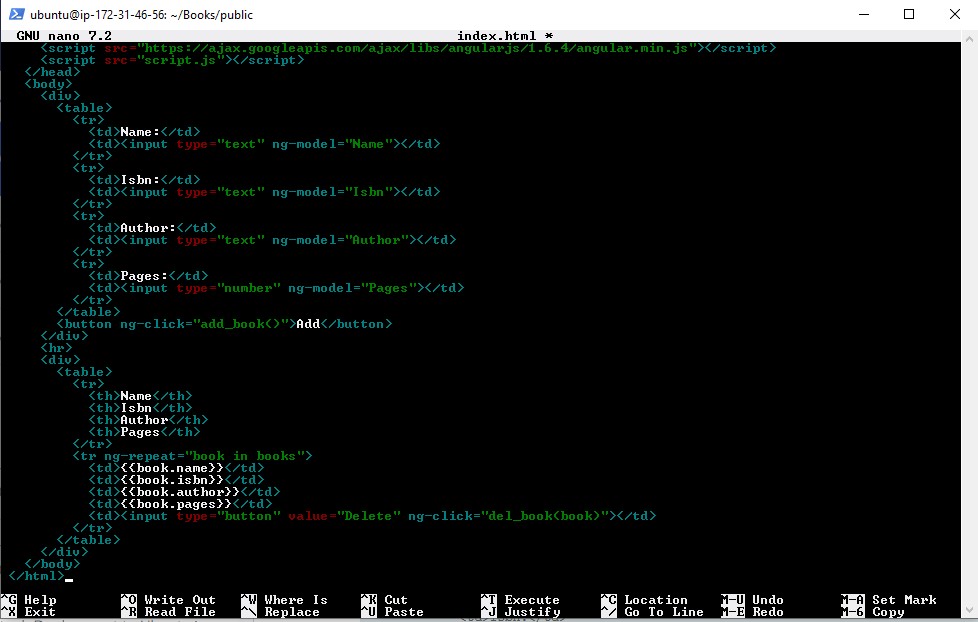 ubuntu@ip-172-31-46-56: ~/Books/public
GNU nano 7.2 index.html *
<script src="https://ajax.googleapis.com/ajax/libs/angularjs/1.6.4/angular.min.js"></script>
<script src="script.js"></script>
</head>
<body>
<div>
<table>
<tr>
<td>Name:</td>
<td><input type="text" ng-model="Name"></td>
</tr>
<tr>
<td>Isbn:</td>
<td><input type="text" ng-model="Isbn"></td>
</tr>
<tr>
<td>Author:</td>
<td><input type="text" ng-model="Author"></td>
</tr>
<tr>
<td>Pages:</td>
<td><input type="number" ng-model="Pages"></td>
</tr>
</table>
<button ng-click="add_book()">Add</button>
</div>
<hr>
<div>
<table>
<tr>
<th>Name</th>
<th>Isbn</th>
<th>Author</th>
<th>Pages</th>
</tr>
<tr ng-repeat="book in books">
<td>{{book.name}}</td>
<td>{{book.isbn}}</td>
<td>{{book.author}}</td>
<td>{{book.pages}}</td>
<td><input type="button" value="Delete" ng-click="del_book(book)"></td>
</tr>
</table>
</div>
</body>
</html>
^G Help ^O Write Out ^W Where Is ^K Cut ^T Execute ^C Location M-U Undo M-A Set Mark
^X Exit ^R Read File ^\ Replace ^U Paste ^J Justify ^/ Go To Line M-E Redo M-6 Copy